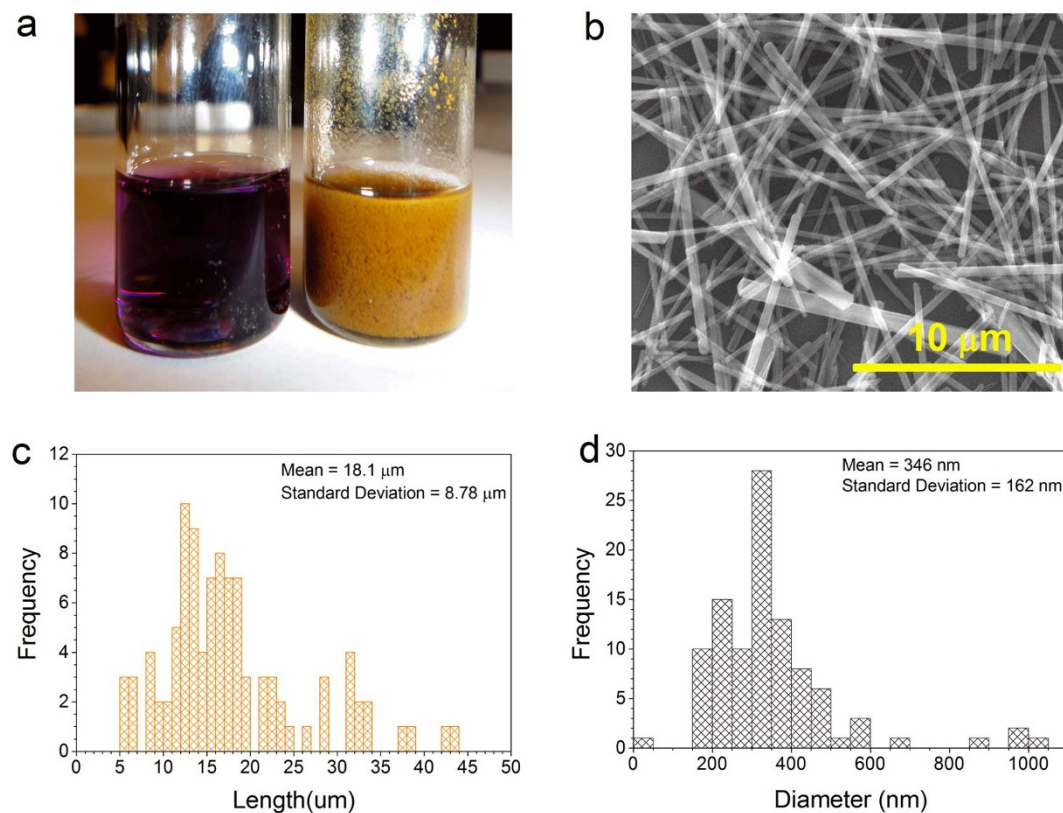 a
b
10 μm
c
Mean = 18.1 μm
Standard Deviation = 8.78 μm
Frequency
12
10
8
6
4
2
0
0 5 10 15 20 25 30 35 40 45 50
Length(um)
d
Mean = 346 nm
Standard Deviation = 162 nm
Frequency
30
25
20
15
10
5
0
0 200 400 600 800 1000
Diameter (nm)